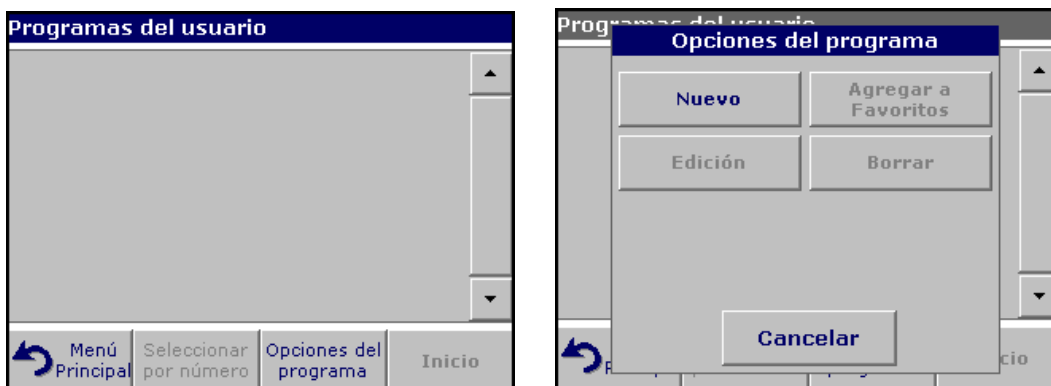 Programas del usuario
Menú
Principal
Seleccionar
por número
Opciones del
programa
Inicio
Opciones del programa
Nuevo
Agregar a
Favoritos
Edición
Borrar
Cancelar